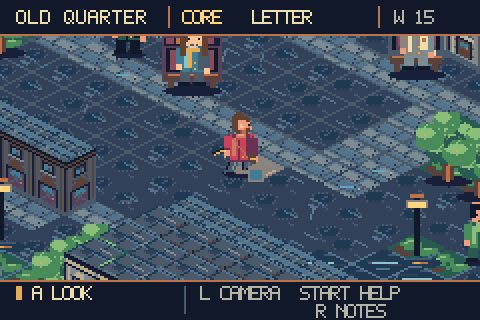 OLD QUARTER CORE LETTER W 15
A LOOK L CAMERA START HELP
R NOTES